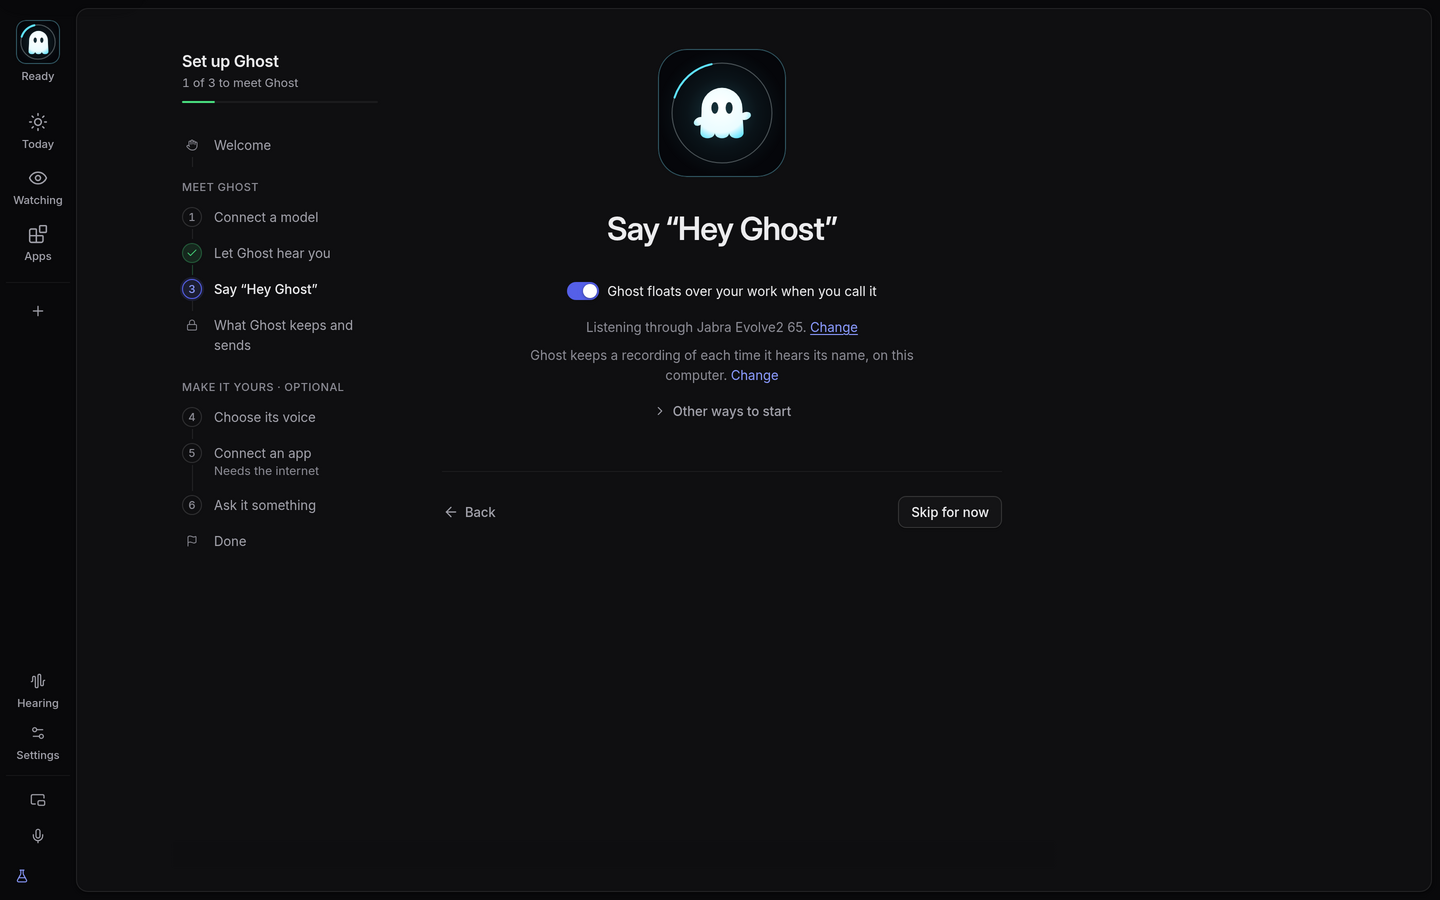 Ready
Today
Watching
Apps
Hearing
Settings
Set up Ghost
1 of 3 to meet Ghost
Welcome
MEET GHOST
1 Connect a model
Let Ghost hear you
3 Say “Hey Ghost”
What Ghost keeps and
sends
MAKE IT YOURS · OPTIONAL
4 Choose its voice
5 Connect an app
Needs the internet
6 Ask it something
Done
Say “Hey Ghost”
Ghost floats over your work when you call it
Listening through Jabra Evolve2 65. Change
Ghost keeps a recording of each time it hears its name, on this
computer. Change
Other ways to start
Back
Skip for now